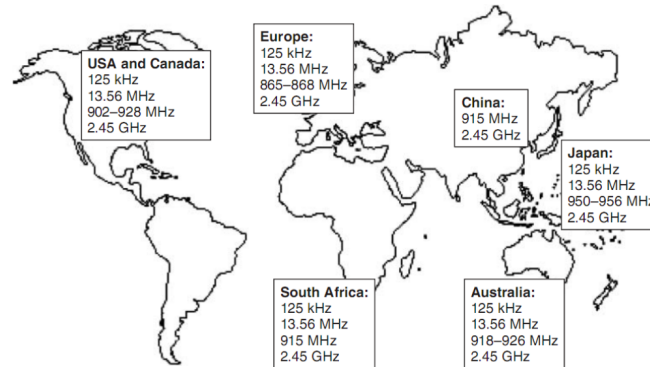 USA and Canada:
125 kHz
13.56 MHz
902–928 MHz
2.45 GHz
Europe:
125 kHz
13.56 MHz
865–868 MHz
2.45 GHz
China:
915 MHz
2.45 GHz
Japan:
125 kHz
13.56 MHz
950–956 MHz
2.45 GHz
South Africa:
125 kHz
13.56 MHz
915 MHz
2.45 GHz
Australia:
125 kHz
13.56 MHz
918–926 MHz
2.45 GHz